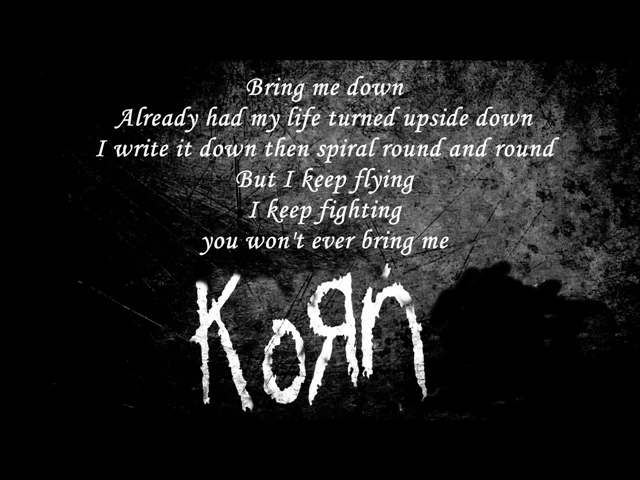 Bring me down
Already had my life turned upside down
I write it down then spiral round and round
But I keep flying
I keep fighting
you won't ever bring me
KoЯn